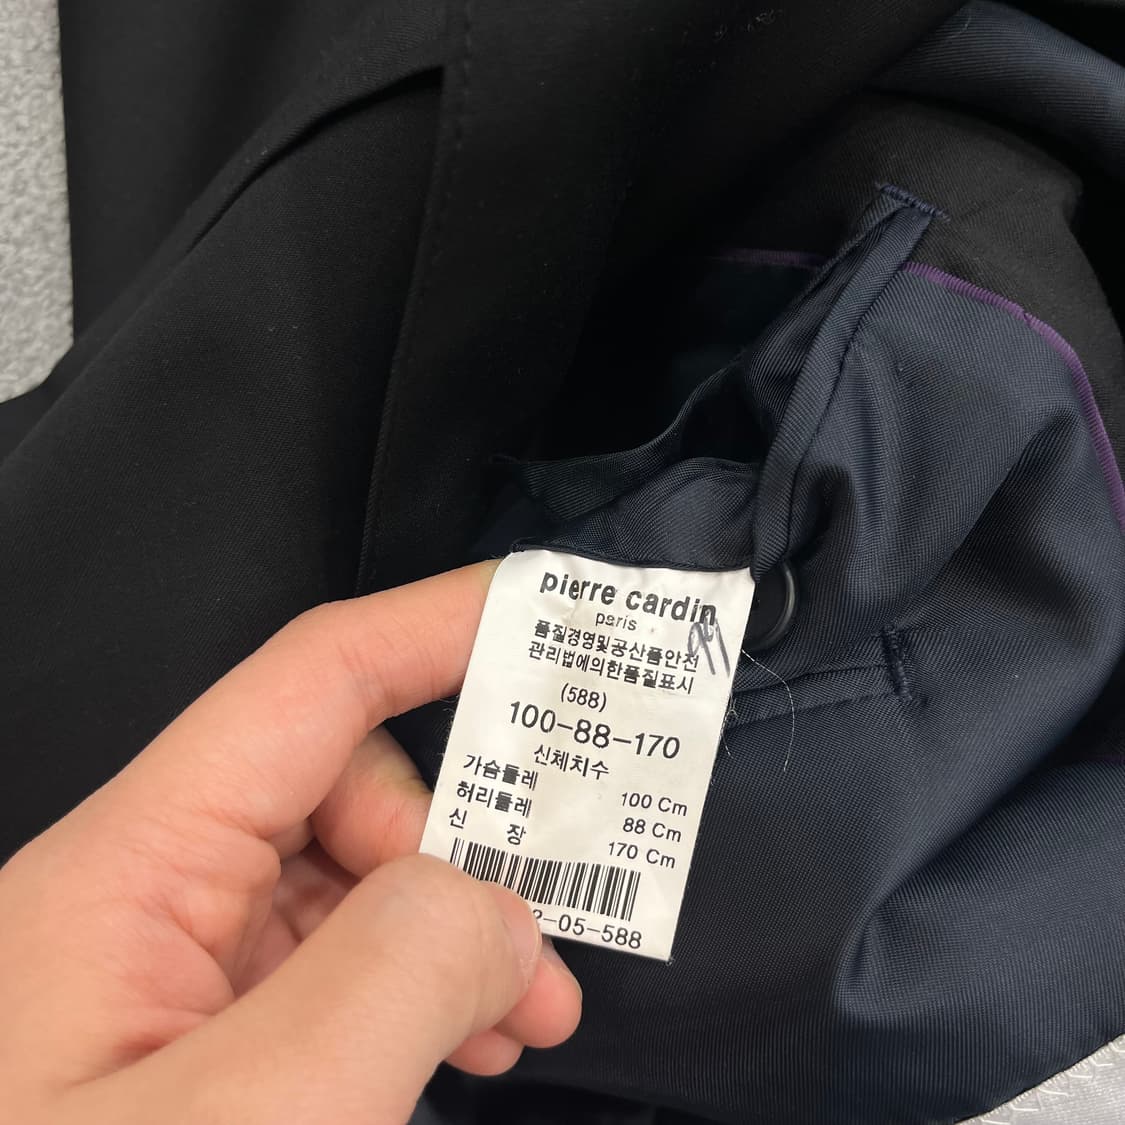 pierre cardin
paris
품질경영및공산품안전
관리법에의한품질표시
(588)
100-88-170
신체치수
가슴둘레 100 Cm
허리둘레 88 Cm
신 장 170 Cm
-05-588